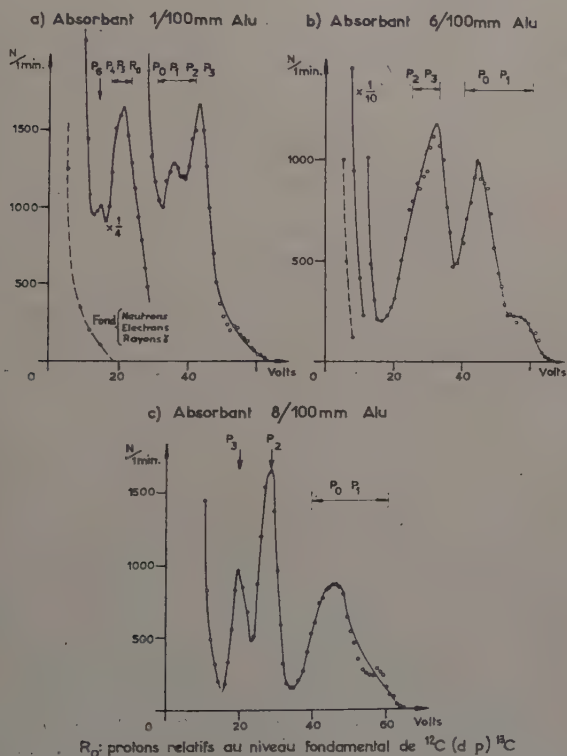 a) Absorbant 1/100mm Alu
N/1min.
P6 P4 P3 R0 P0 P1 P2 P3
1500
1000
500
0
x 1/4
Fond { Neutrons
Electrons
Rayons γ
20 40 Volts
b) Absorbant 6/100mm Alu
N/1min.
x 1/10
P2 P3 P0 P1
1000
500
0 20 40 Volts
c) Absorbant 8/100mm Alu
N/1min.
P3 P2
P0 P1
1500
1000
500
0 20 40 60 Volts
R0: protons relatifs au niveau fondamental de 12C (d p) 13C